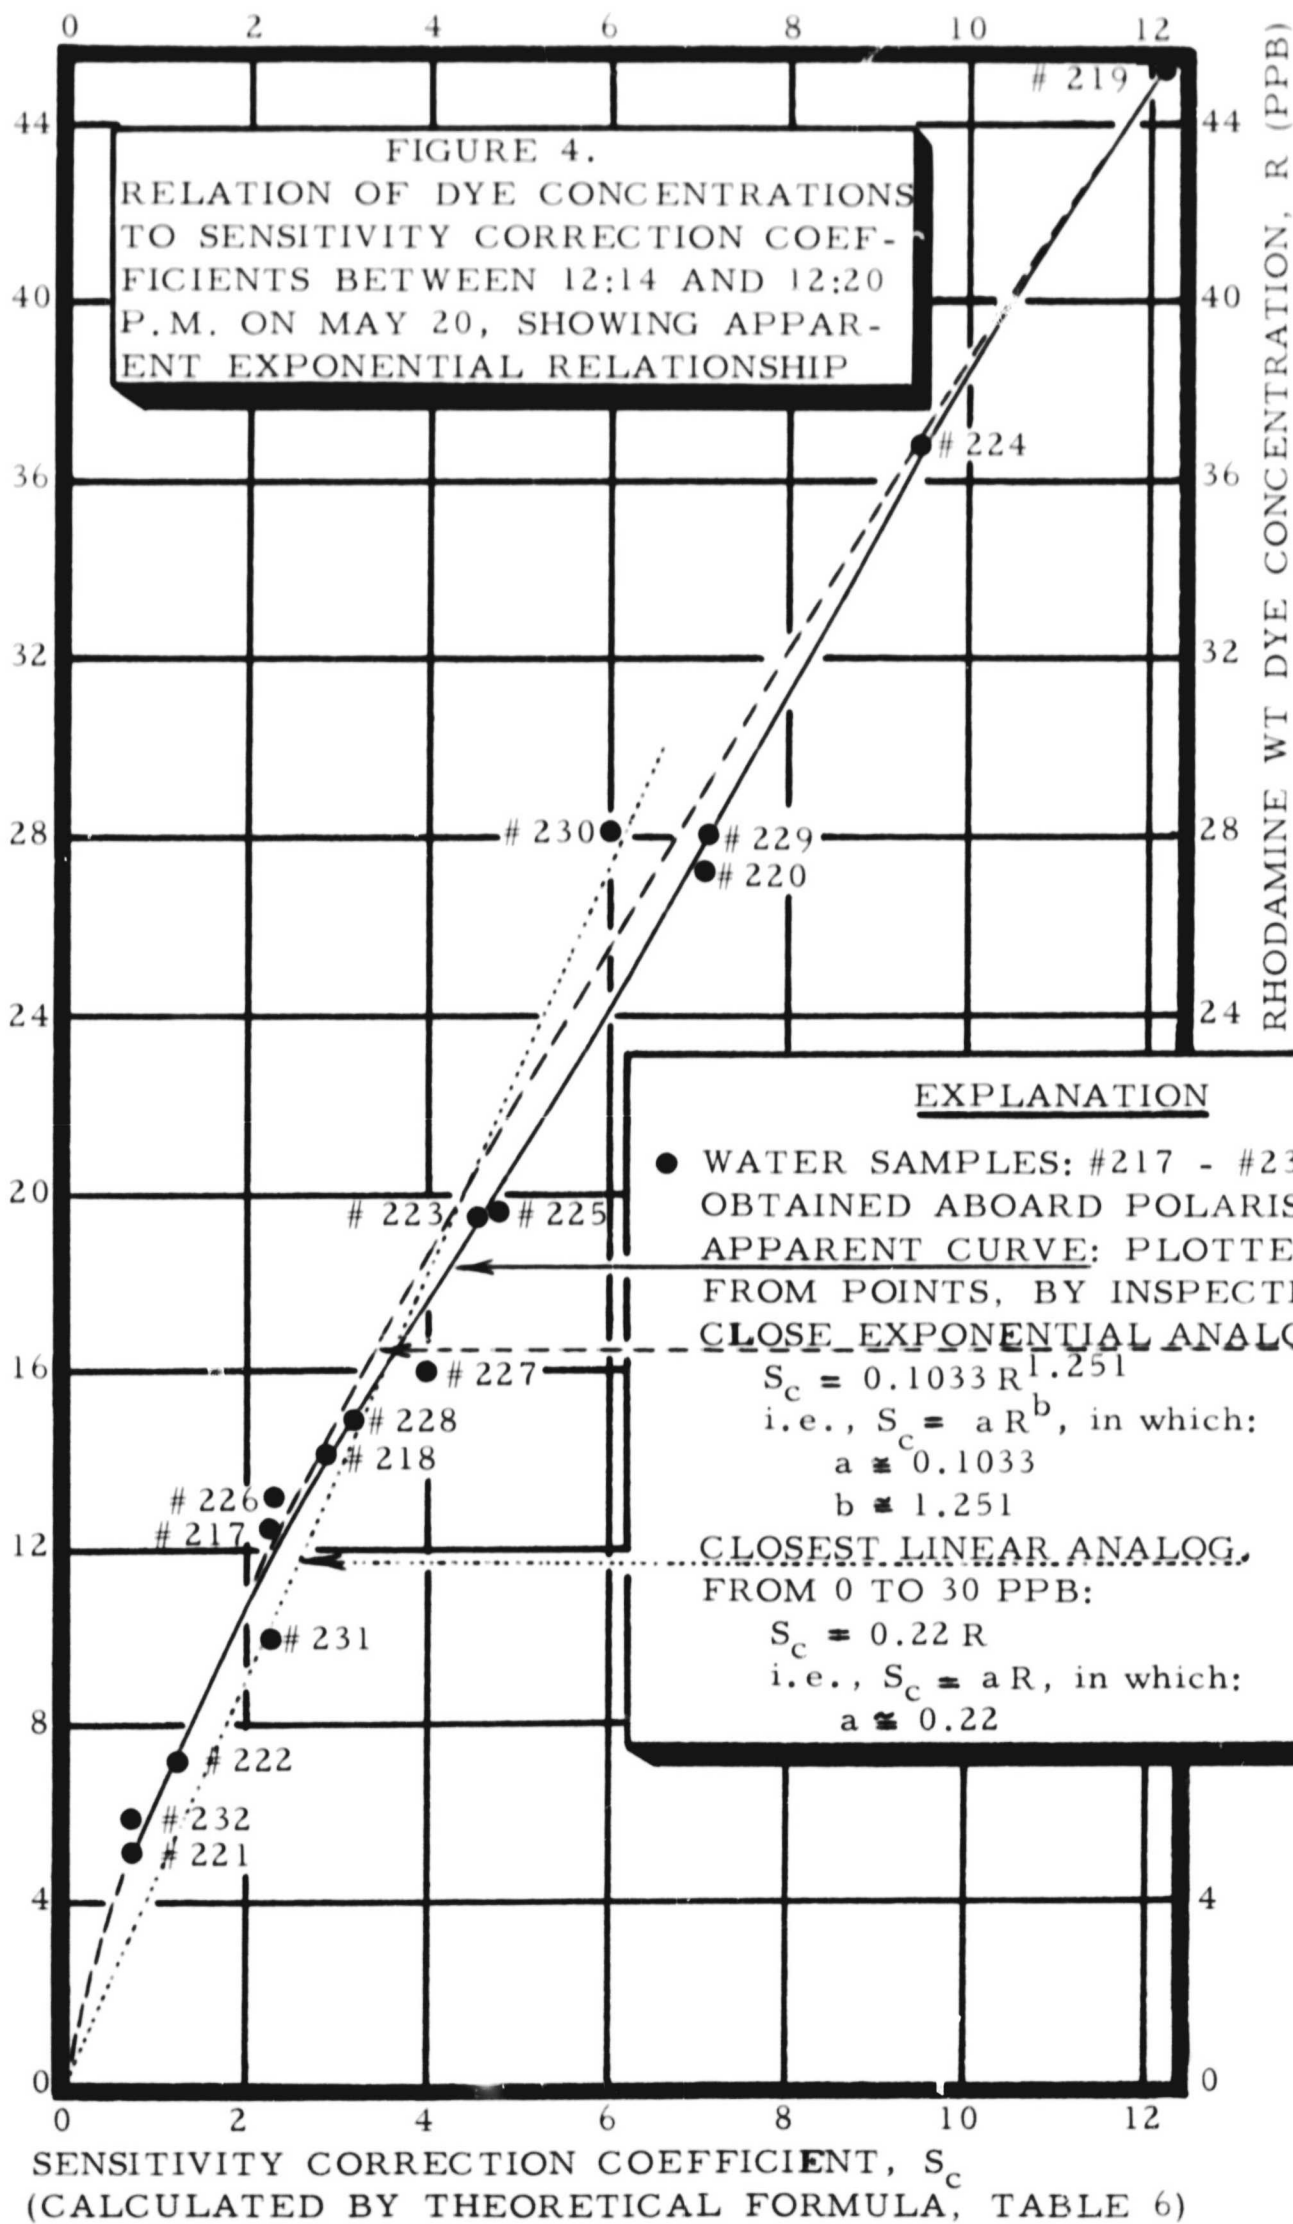 0 2 4 6 8 10 12
# 219
44 44
FIGURE 4.
RELATION OF DYE CONCENTRATIONS
TO SENSITIVITY CORRECTION COEF-
FICIENTS BETWEEN 12:14 AND 12:20
P.M. ON MAY 20, SHOWING APPAR-
ENT EXPONENTIAL RELATIONSHIP
RHODAMINE WT DYE CONCENTRATION, R (PPB)
40 40
# 224
36 36
32 32
# 230
28 28
# 229
# 220
24 24
EXPLANATION
WATER SAMPLES: #217 - #23
OBTAINED ABOARD POLARIS
APPARENT CURVE: PLOTTE
FROM POINTS, BY INSPECTI
CLOSE EXPONENTIAL ANALO
S_c = 0.1033 R^1.251
i.e., S_c = aR^b, in which:
a ≅ 0.1033
b ≅ 1.251
CLOSEST LINEAR ANALOG,
FROM 0 TO 30 PPB:
S_c = 0.22 R
i.e., S_c = aR, in which:
a ≅ 0.22
20
# 223
# 225
16
# 227
# 228
# 218
# 226
# 217
12
# 231
8
# 222
# 232
# 221
4 4
0 0
0 2 4 6 8 10 12
SENSITIVITY CORRECTION COEFFICIENT, S_c
(CALCULATED BY THEORETICAL FORMULA, TABLE 6)